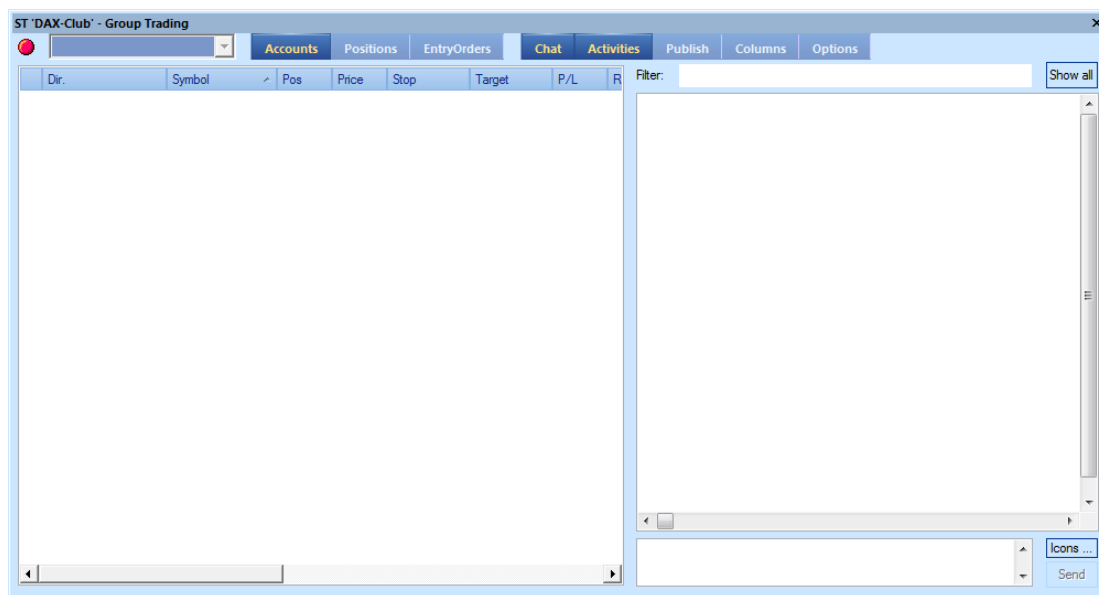 ST 'DAX-Club' - Group Trading
Accounts Positions EntryOrders Chat Activities Publish Columns Options
Dir. Symbol Pos Price Stop Target P/L R
Filter: Show all
Icons ...
Send